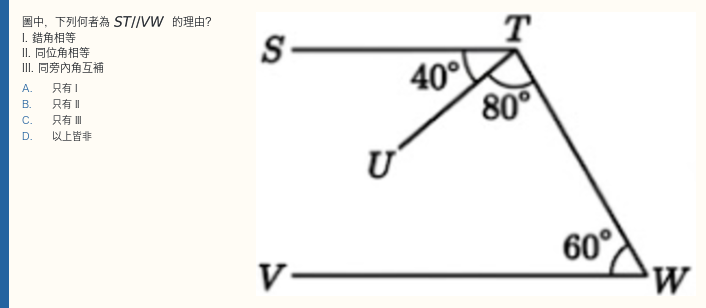 圖中，下列何者為 ST//VW 的理由?
I. 錯角相等
II. 同位角相等
III. 同旁內角互補
A. 只有 I
B. 只有 II
C. 只有 III
D. 以上皆非
T
S
40°
80°
U
60°
V
W